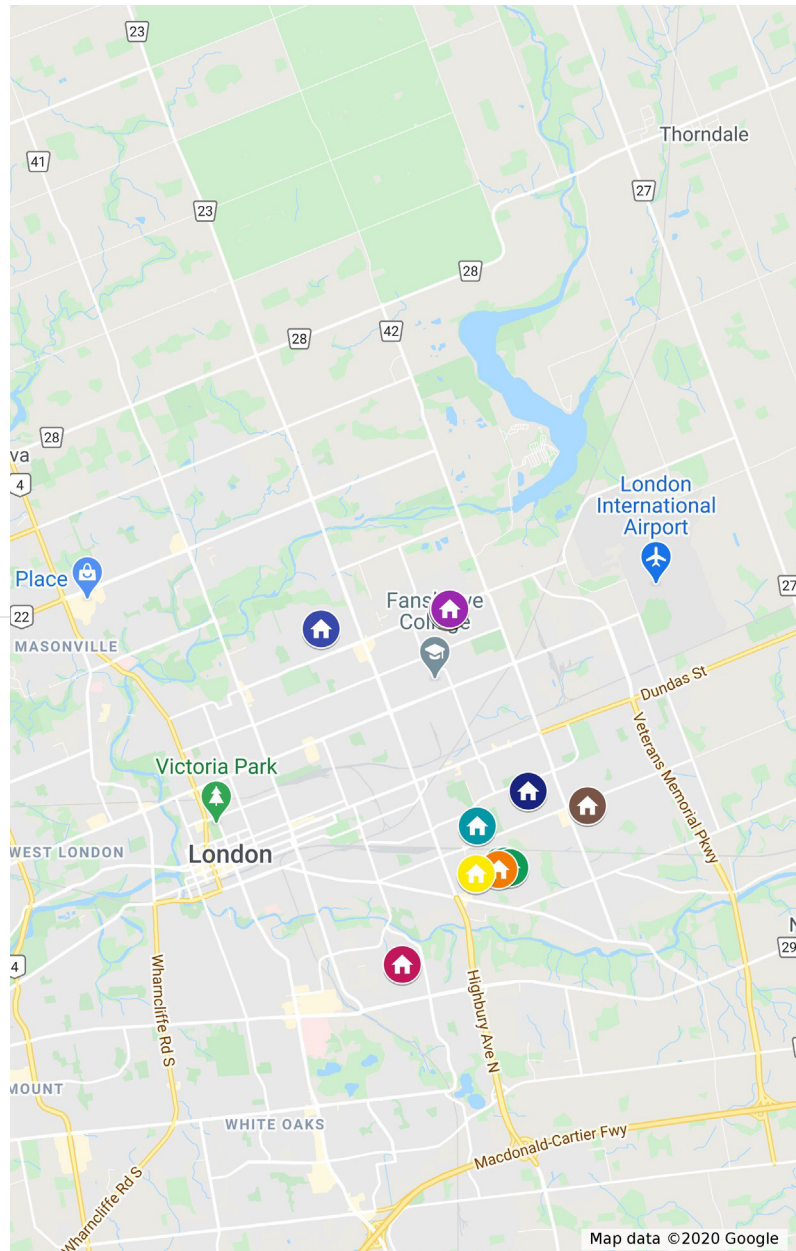 23
Thorndale
41
27
23
28
42
28
28
va
4
London
International
Airport
Place
27
22
College
MASONVILLE
Dundas St
Veterans Memorial Pkwy
Victoria Park
WEST LONDON
London
N
29
4
Wharncliffe Rd S
Highbury Ave N
MOUNT
WHITE OAKS
Macdonald-Cartier Fwy
Wharncliffe Rd S
Map data ©2020 Google